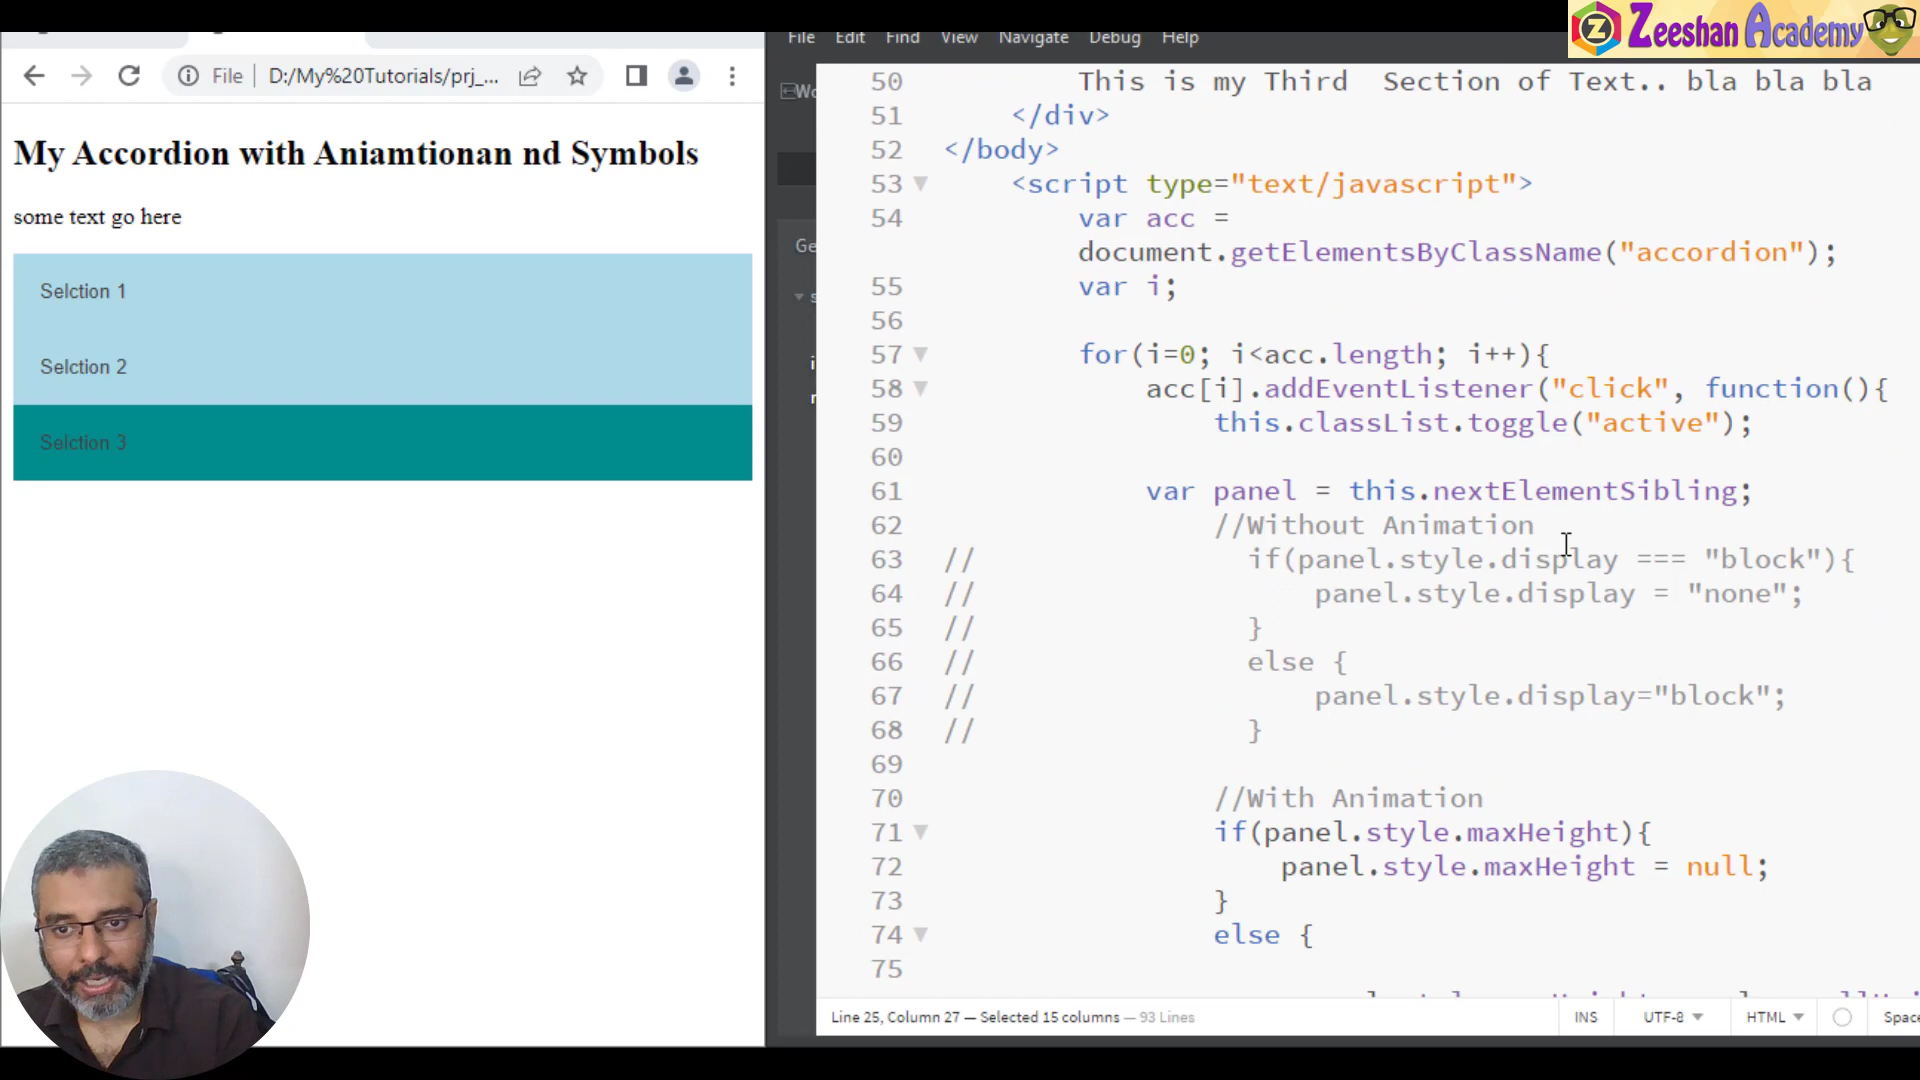 Zeeshan Academy
File Edit Find View Navigate Debug Help
File D:/My%20Tutorials/prj_...
My Accordion with Aniamtionan nd Symbols
some text go here
Selction 1
Selction 2
Selction 3
50 This is my Third Section of Text.. bla bla bla
51 </div>
52 </body>
53 <script type="text/javascript">
54 var acc =
document.getElementsByClassName("accordion");
55 var i;
56
57 for(i=0; i<acc.length; i++){
58 acc[i].addEventListener("click", function(){
59 this.classList.toggle("active");
60
61 var panel = this.nextElementSibling;
62 //Without Animation
63 // if(panel.style.display === "block"){
64 // panel.style.display = "none";
65 // }
66 // else {
67 // panel.style.display="block";
68 // }
69
70 //With Animation
71 if(panel.style.maxHeight){
72 panel.style.maxHeight = null;
73 }
74 else {
75
Line 25, Column 27 — Selected 15 columns — 93 Lines
INS UTF-8 HTML